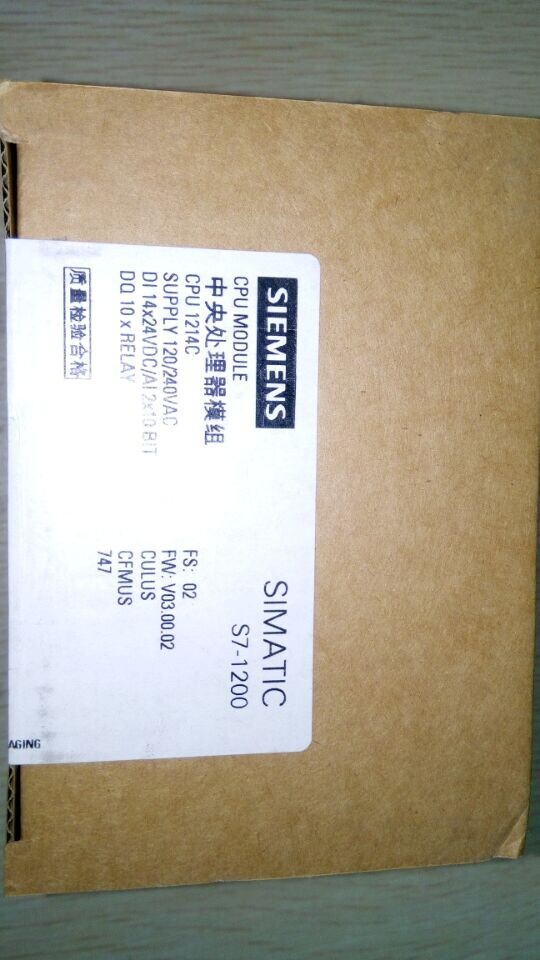 SIEMENS
SIMATIC
S7-1200
CPU MODULE
中央处理器模组
CPU 1214C
SUPPLY 120/240VAC
DI 14x24VDC/AI 2x10 BIT
DQ 10 x RELAY
FS: 02
FW: V03.00.02
CULUS
CFMUS
747
质量检验合格
AGING